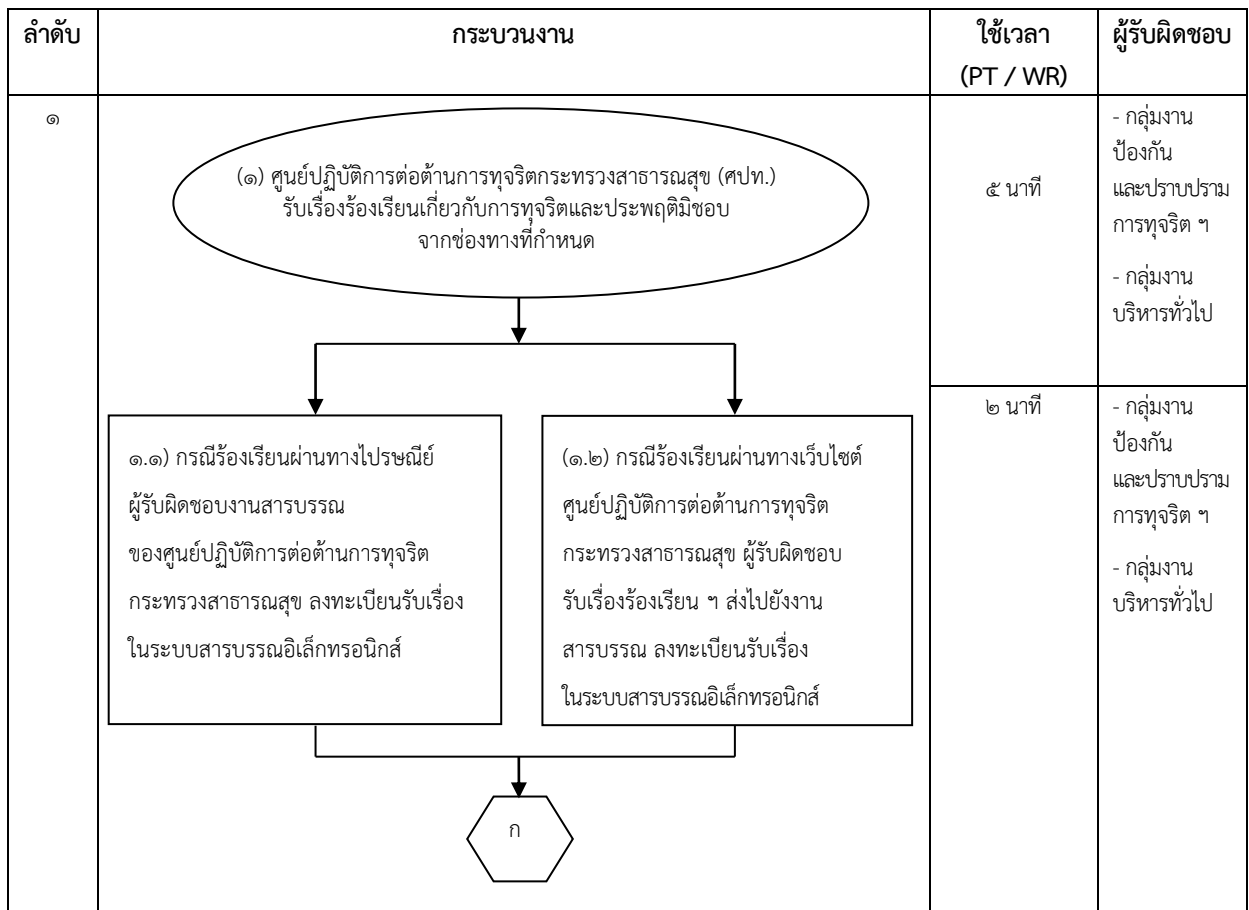 ลำดับ
กระบวนงาน
ใช้เวลา
(PT / WR)
ผู้รับผิดชอบ
๑
(๑) ศูนย์ปฏิบัติการต่อต้านการทุจริตกระทรวงสาธารณสุข (ศปท.)
รับเรื่องร้องเรียนเกี่ยวกับการทุจริตและประพฤติมิชอบ
จากช่องทางที่กำหนด
๕ นาที
- กลุ่มงาน
ป้องกัน
และปราบปราม
การทุจริต ฯ
- กลุ่มงาน
บริหารทั่วไป
๑.๑) กรณีร้องเรียนผ่านทางไปรษณีย์
ผู้รับผิดชอบงานสารบรรณ
ของศูนย์ปฏิบัติการต่อต้านการทุจริต
กระทรวงสาธารณสุข ลงทะเบียนรับเรื่อง
ในระบบสารบรรณอิเล็กทรอนิกส์
(๑.๒) กรณีร้องเรียนผ่านทางเว็บไซต์
ศูนย์ปฏิบัติการต่อต้านการทุจริต
กระทรวงสาธารณสุข ผู้รับผิดชอบ
รับเรื่องร้องเรียน ฯ ส่งไปยังงาน
สารบรรณ ลงทะเบียนรับเรื่อง
ในระบบสารบรรณอิเล็กทรอนิกส์
๒ นาที
- กลุ่มงาน
ป้องกัน
และปราบปราม
การทุจริต ฯ
- กลุ่มงาน
บริหารทั่วไป
ก